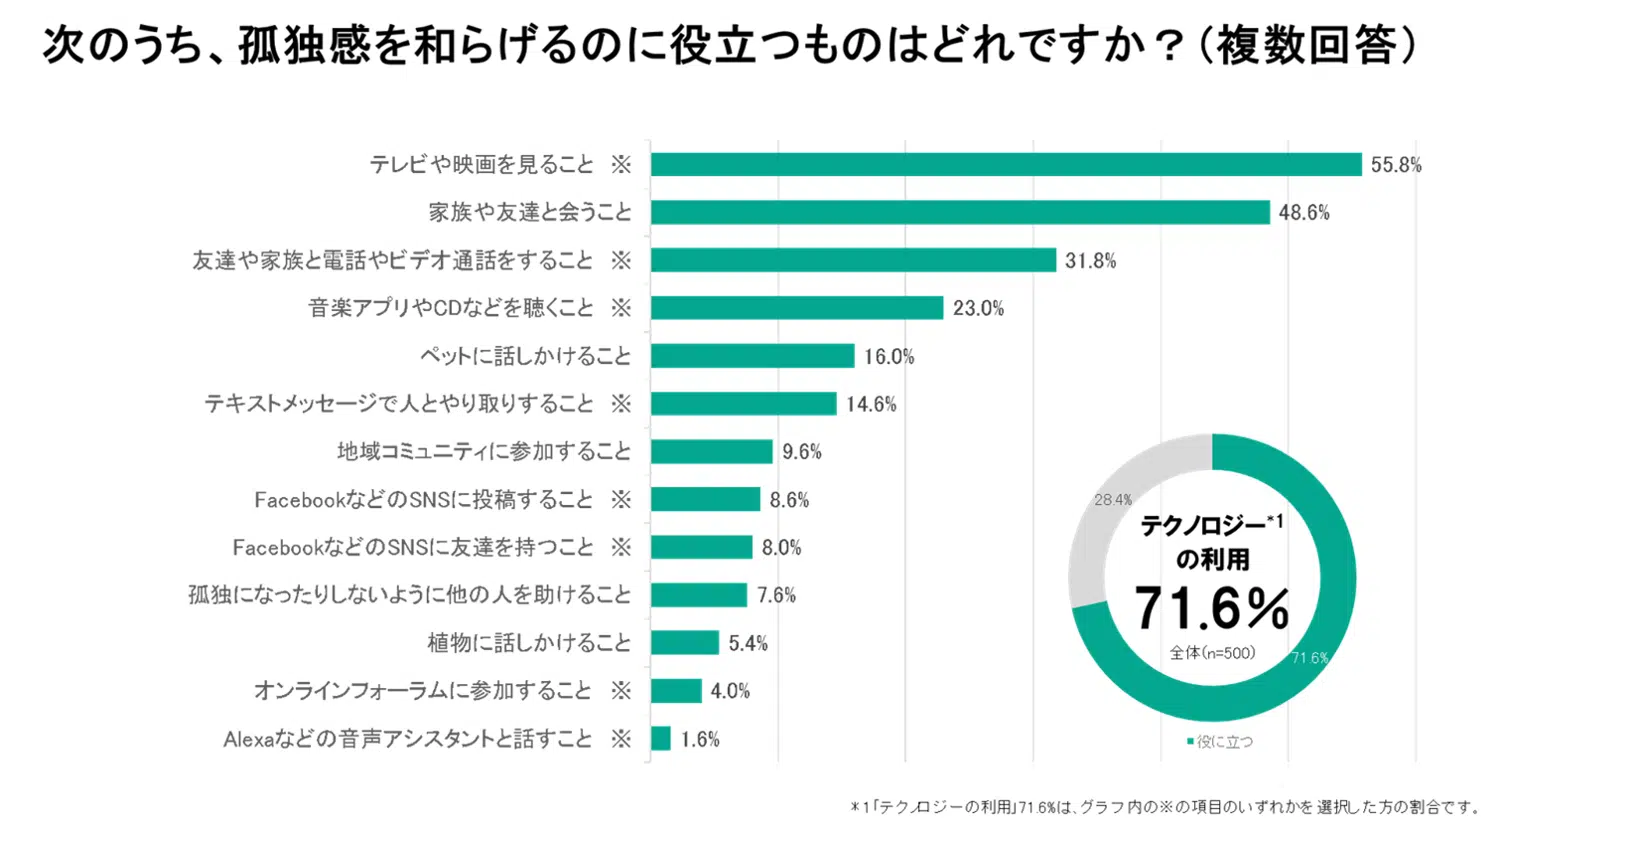 次のうち、孤独感を和らげるのに役立つものはどれですか？（複数回答）
テレビや映画を見ること ※ 55.8%
家族や友達と会うこと 48.6%
友達や家族と電話やビデオ通話をすること ※ 31.8%
音楽アプリやCDなどを聴くこと ※ 23.0%
ペットに話しかけること 16.0%
テキストメッセージで人とやり取りすること ※ 14.6%
地域コミュニティに参加すること 9.6%
FacebookなどのSNSに投稿すること ※ 8.6%
FacebookなどのSNSに友達を持つこと ※ 8.0%
孤独になったりしないように他の人を助けること 7.6%
植物に話しかけること 5.4%
オンラインフォーラムに参加すること ※ 4.0%
Alexaなどの音声アシスタントと話すこと ※ 1.6%
28.4%
テクノロジー*1
の利用
71.6%
全体(n=500)
71.6%
■役に立つ
＊1「テクノロジーの利用」71.6%は、グラフ内の※の項目のいずれかを選択した方の割合です。